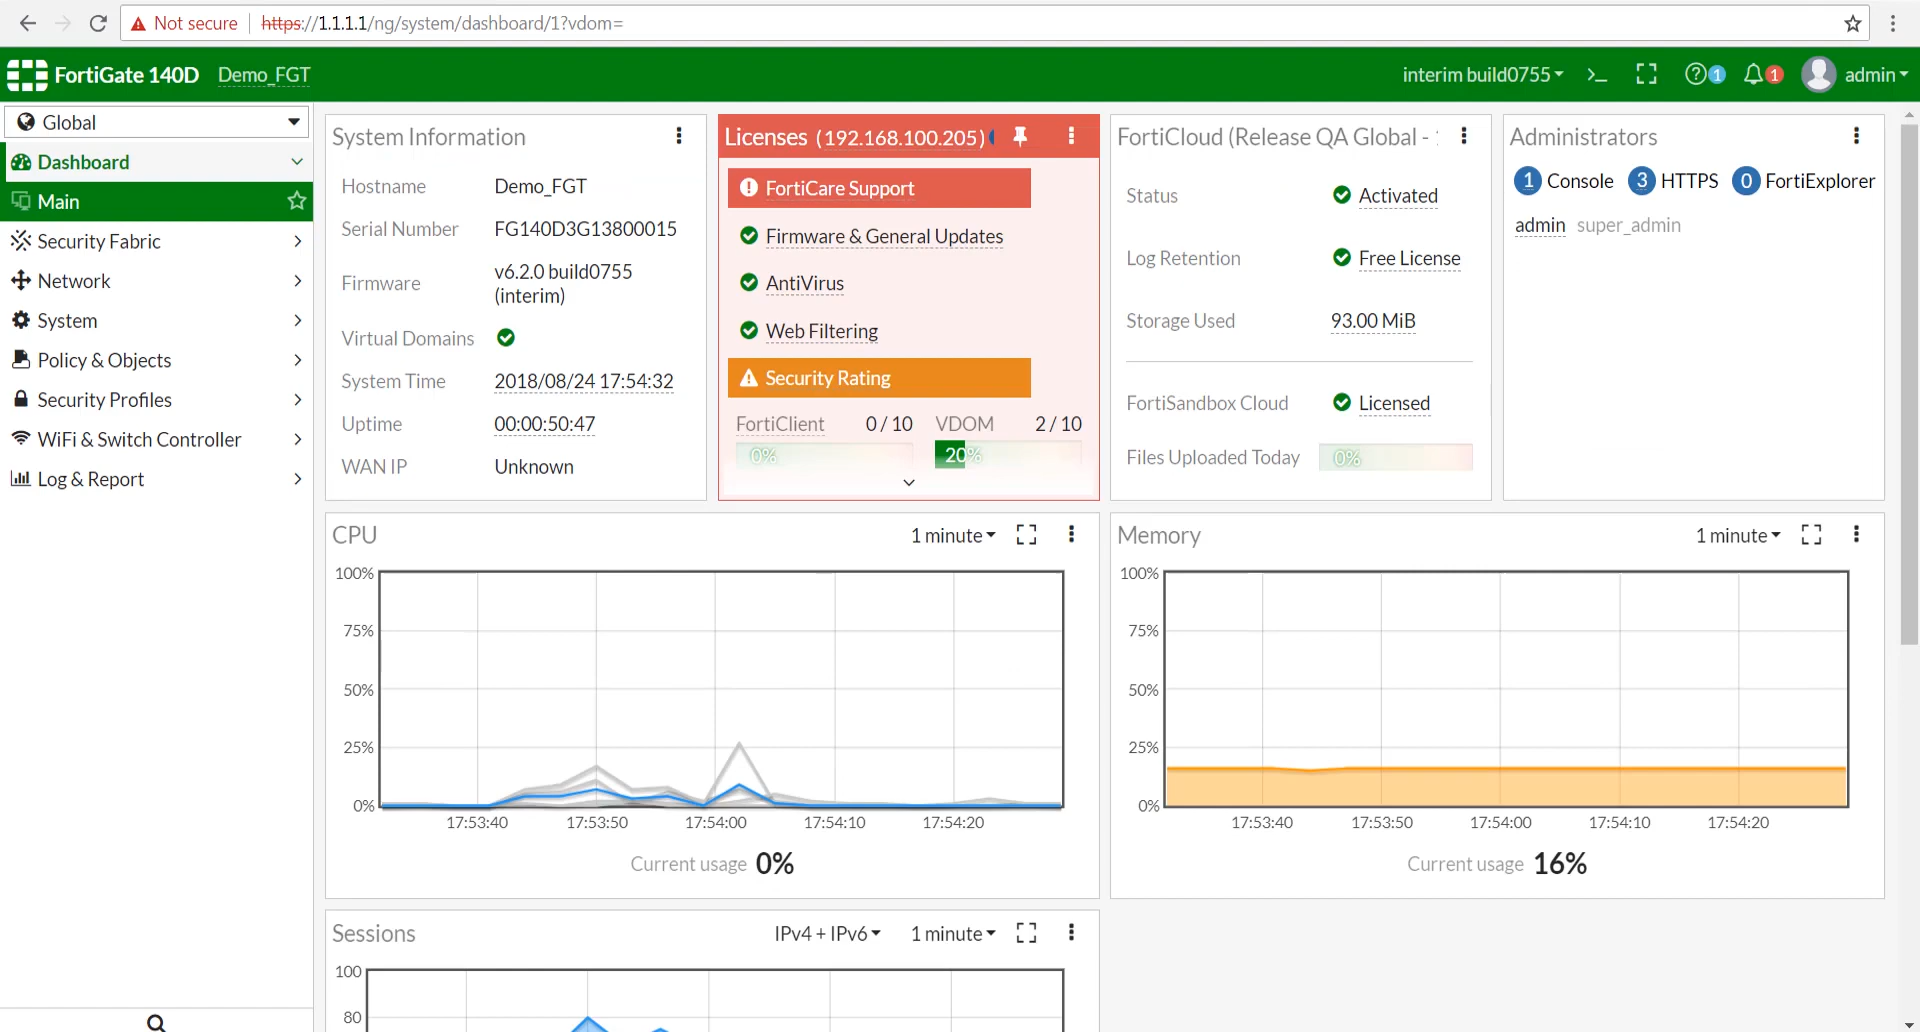 Not secure | https://1.1.1.1/ng/system/dashboard/1?vdom=
FortiGate 140D Demo_FGT
interim build0755 1 1 admin
Global
Dashboard
Main
Security Fabric
Network
System
Policy & Objects
Security Profiles
WiFi & Switch Controller
Log & Report
System Information
Hostname Demo_FGT
Serial Number FG140D3G13800015
Firmware v6.2.0 build0755
(interim)
Virtual Domains
System Time 2018/08/24 17:54:32
Uptime 00:00:50:47
WAN IP Unknown
Licenses (192.168.100.205)
FortiCare Support
Firmware & General Updates
AntiVirus
Web Filtering
Security Rating
FortiClient 0 / 10 VDOM 2 / 10
0% 20%
FortiCloud (Release QA Global -
Status Activated
Log Retention Free License
Storage Used 93.00 MiB
FortiSandbox Cloud Licensed
Files Uploaded Today 0%
Administrators
1 Console 3 HTTPS 0 FortiExplorer
admin super_admin
CPU 1 minute
100%
75%
50%
25%
0%
17:53:40 17:53:50 17:54:00 17:54:10 17:54:20
Current usage 0%
Memory 1 minute
100%
75%
50%
25%
0%
17:53:40 17:53:50 17:54:00 17:54:10 17:54:20
Current usage 16%
Sessions IPv4 + IPv6 1 minute
100
80